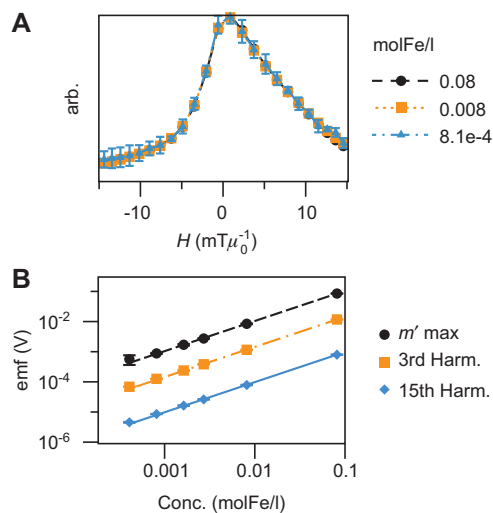 A
arb.
-10
0
10
H (mTμ₀⁻¹)
molFe/l
0.08
0.008
8.1e-4
B
emf (V)
10⁻²
10⁻⁴
10⁻⁶
0.001
0.01
0.1
Conc. (molFe/l)
m′ max
3rd Harm.
15th Harm.